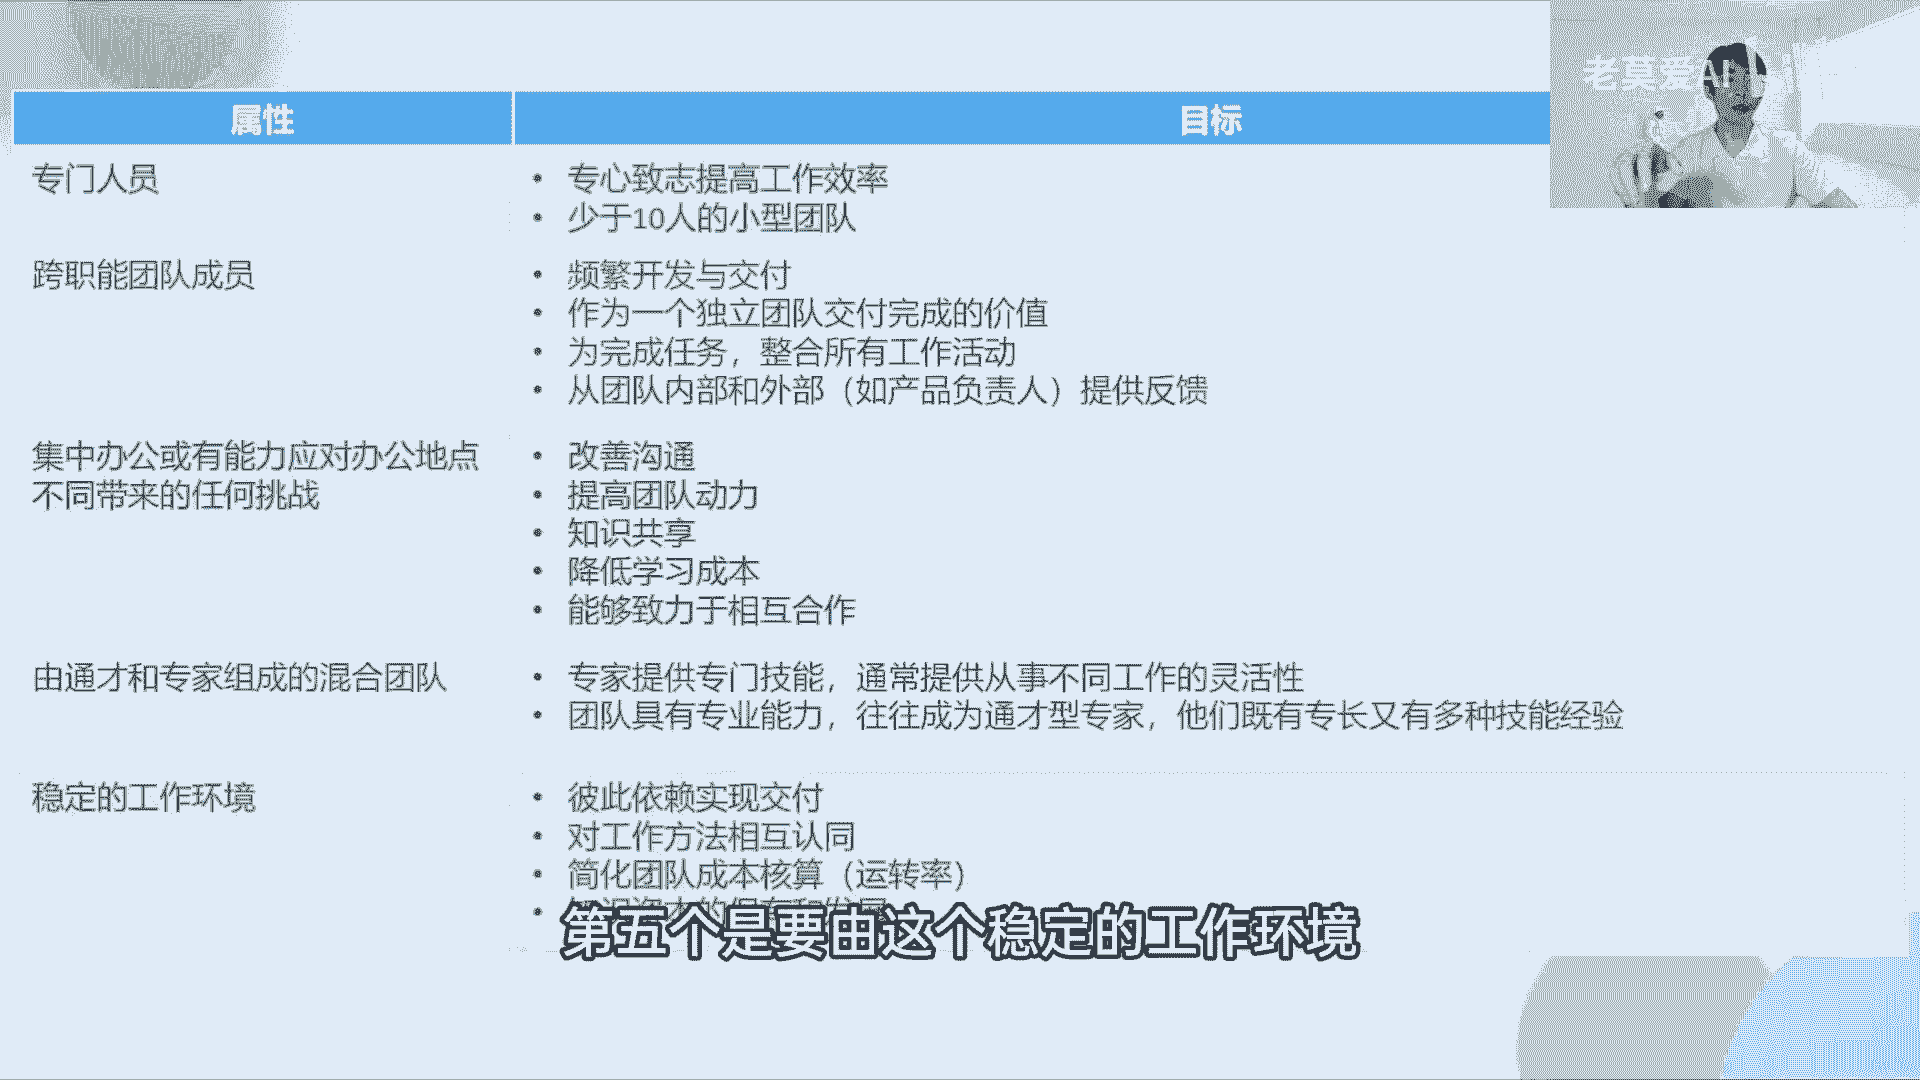 老莫爱AI
属性
目标
专门人员
• 专心致志提高工作效率
• 少于10人的小型团队
跨职能团队成员
• 频繁开发与交付
• 作为一个独立团队交付完成的价值
• 为完成任务，整合所有工作活动
• 从团队内部和外部（如产品负责人）提供反馈
集中办公或有能力应对办公地点
不同带来的任何挑战
• 改善沟通
• 提高团队动力
• 知识共享
• 降低学习成本
• 能够致力于相互合作
由通才和专家组成的混合团队
• 专家提供专门技能，通常提供从事不同工作的灵活性
• 团队具有专业能力，往往成为通才型专家，他们既有专长又有多种技能经验
稳定的工作环境
• 彼此依赖实现交付
• 对工作方法相互认同
• 简化团队成本核算（运转率）
第五个是要由这个稳定的工作环境